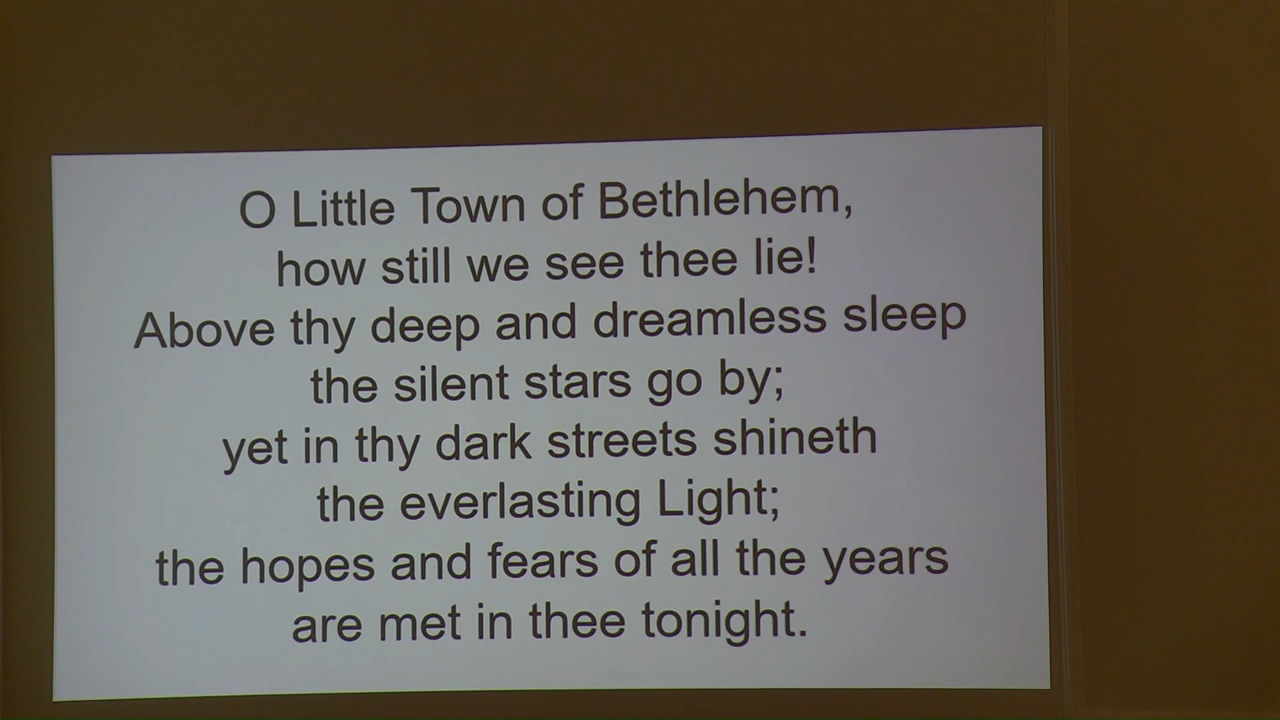 O Little Town of Bethlehem,
how still we see thee lie!
Above thy deep and dreamless sleep
the silent stars go by;
yet in thy dark streets shineth
the everlasting Light;
the hopes and fears of all the years
are met in thee tonight.